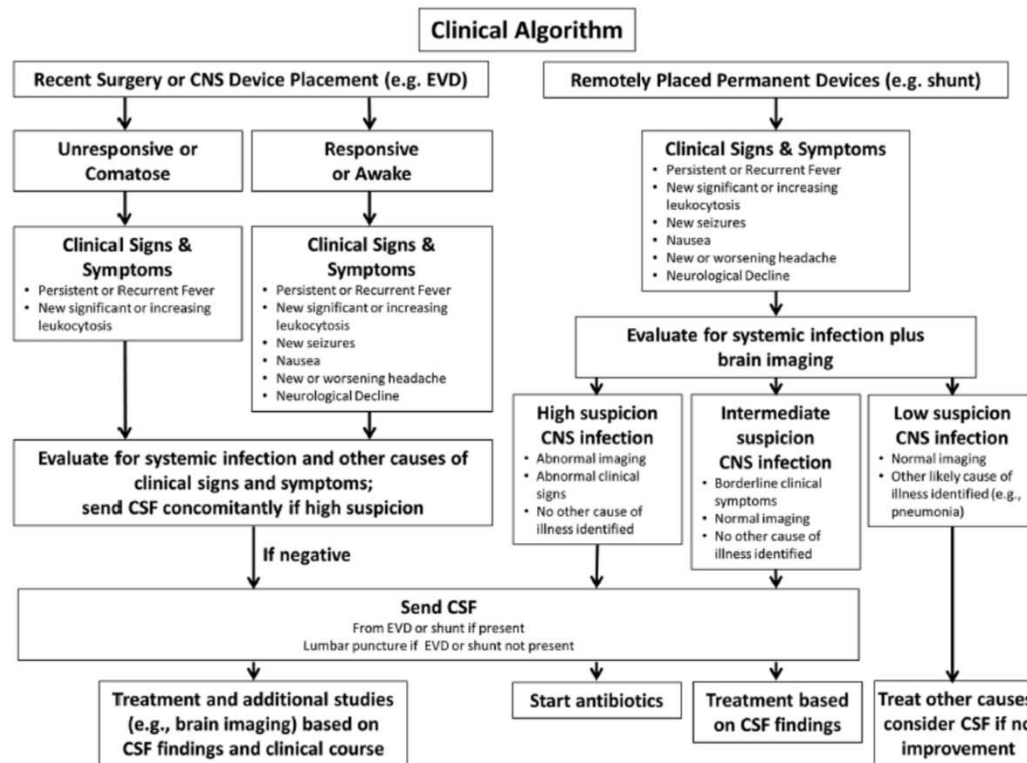 Clinical Algorithm
Recent Surgery or CNS Device Placement (e.g. EVD)
Unresponsive or
Comatose
Clinical Signs &
Symptoms
• Persistent or Recurrent Fever
• New significant or increasing
leukocytosis
Responsive
or Awake
Clinical Signs &
Symptoms
• Persistent or Recurrent Fever
• New significant or increasing
leukocytosis
• New seizures
• Nausea
• New or worsening headache
• Neurological Decline
Evaluate for systemic infection and other causes of
clinical signs and symptoms;
send CSF concomitantly if high suspicion
If negative
Remotely Placed Permanent Devices (e.g. shunt)
Clinical Signs & Symptoms
• Persistent or Recurrent Fever
• New significant or increasing
leukocytosis
• New seizures
• Nausea
• New or worsening headache
• Neurological Decline
Evaluate for systemic infection plus
brain imaging
High suspicion
CNS infection
• Abnormal imaging
• Abnormal clinical
signs
• No other cause of
illness identified
Intermediate
suspicion
CNS infection
• Borderline clinical
symptoms
• Normal imaging
• No other cause of
illness identified
Low suspicion
CNS infection
• Normal imaging
• Other likely cause of
illness identified (e.g.,
pneumonia)
Send CSF
From EVD or shunt if present
Lumbar puncture if EVD or shunt not present
Treatment and additional studies
(e.g., brain imaging) based on
CSF findings and clinical course
Start antibiotics
Treatment based
on CSF findings
Treat other causes
consider CSF if no
improvement